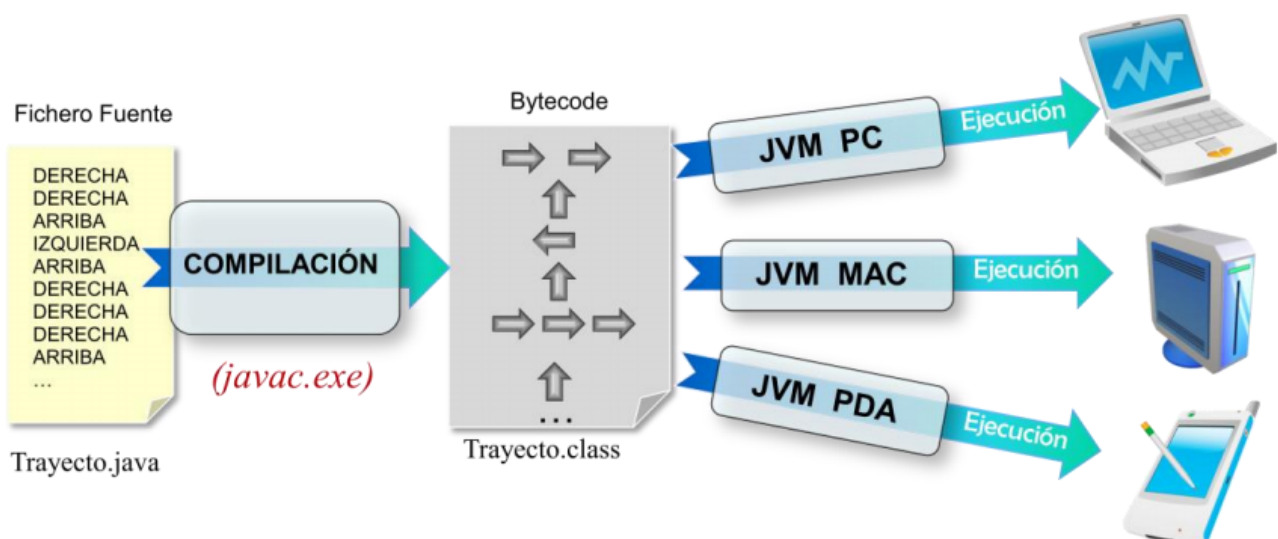 Fichero Fuente
DERECHA
DERECHA
ARRIBA
IZQUIERDA
ARRIBA
DERECHA
DERECHA
DERECHA
ARRIBA
...
Trayecto.java
COMPILACIÓN
(javac.exe)
Bytecode
...
Trayecto.class
JVM PC
Ejecución
JVM MAC
Ejecución
JVM PDA
Ejecución